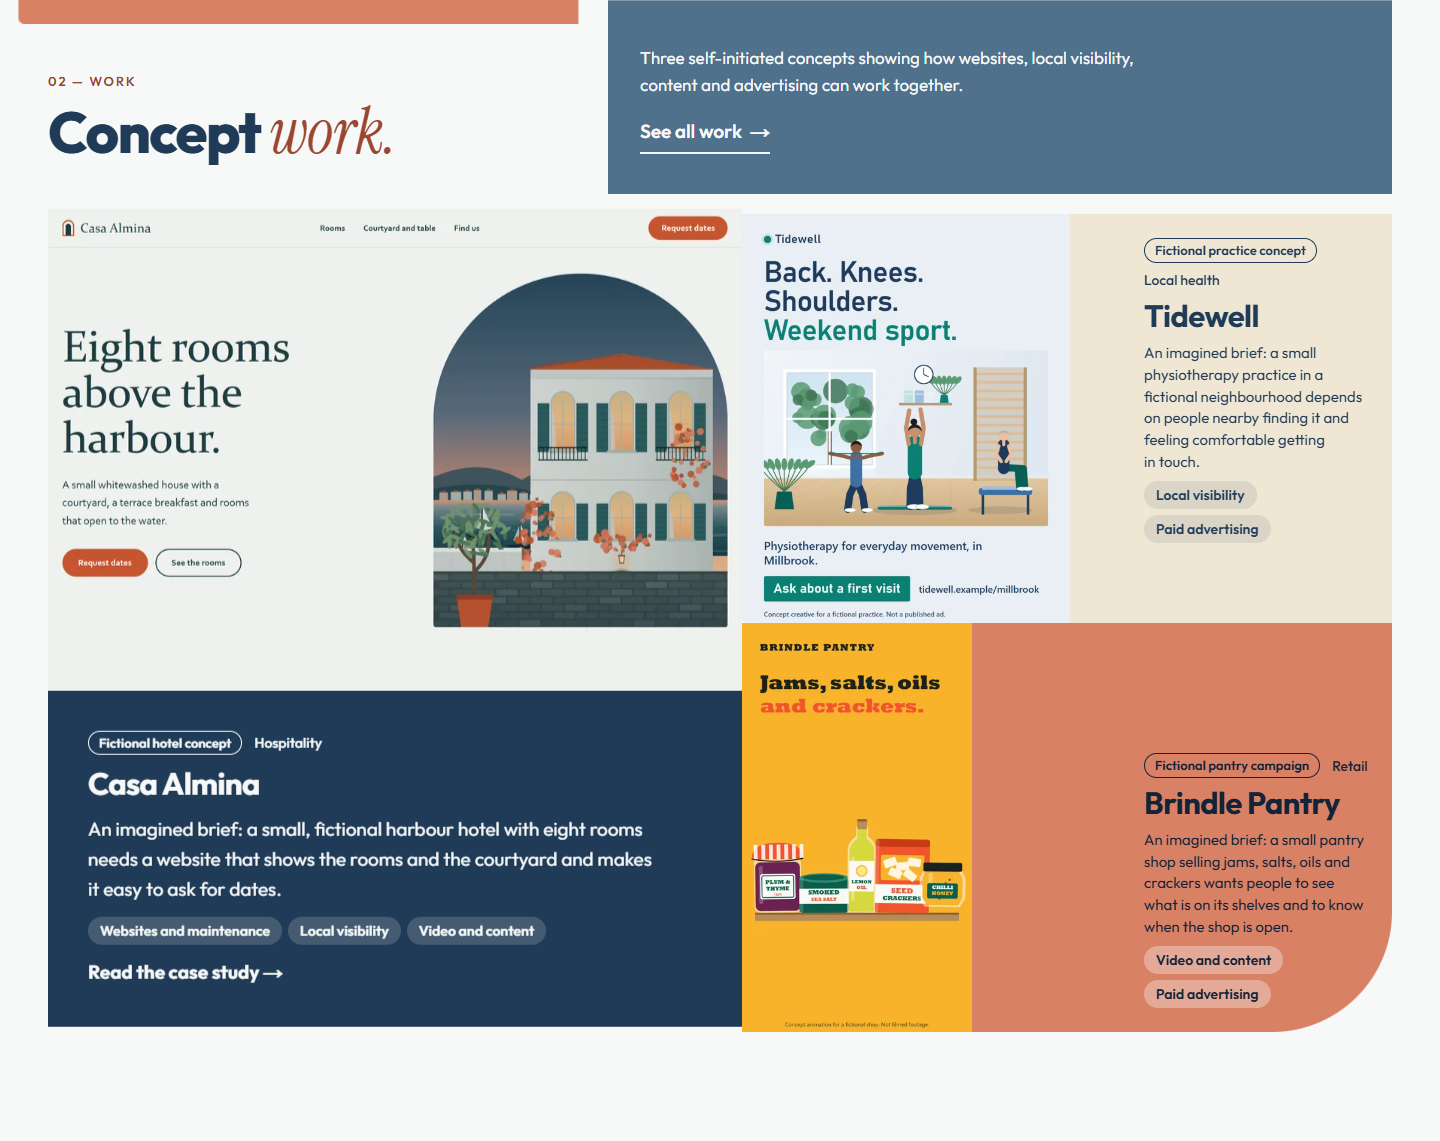 02 — WORK
Concept work.
Three self-initiated concepts showing how websites, local visibility,
content and advertising can work together.
See all work →
Casa Almina
Rooms
Courtyard and table
Find us
Request dates
Eight rooms
above the
harbour.
A small whitewashed house with a
courtyard, a terrace breakfast and rooms
that open to the water.
Request dates
See the rooms
Fictional hotel concept
Hospitality
Casa Almina
An imagined brief: a small, fictional harbour hotel with eight rooms
needs a website that shows the rooms and the courtyard and makes
it easy to ask for dates.
Websites and maintenance
Local visibility
Video and content
Read the case study →
Tidewell
Back. Knees.
Shoulders.
Weekend sport.
Physiotherapy for everyday movement, in
Millbrook.
Ask about a first visit
tidewell.example/millbrook
Concept creative for a fictional practice. Not a published ad.
Fictional practice concept
Local health
Tidewell
An imagined brief: a small
physiotherapy practice in a
fictional neighbourhood depends
on people nearby finding it and
feeling comfortable getting
in touch.
Local visibility
Paid advertising
BRINDLE PANTRY
Jams, salts, oils
and crackers.
PLUM &
THYME
JAM
SMOKED
SEA SALT
LEMON
OIL
SEED
CRACKERS
CHILLI
HONEY
Concept animation for a fictional shop. Not filmed footage.
Fictional pantry campaign
Retail
Brindle Pantry
An imagined brief: a small pantry
shop selling jams, salts, oils and
crackers wants people to see
what is on its shelves and to know
when the shop is open.
Video and content
Paid advertising